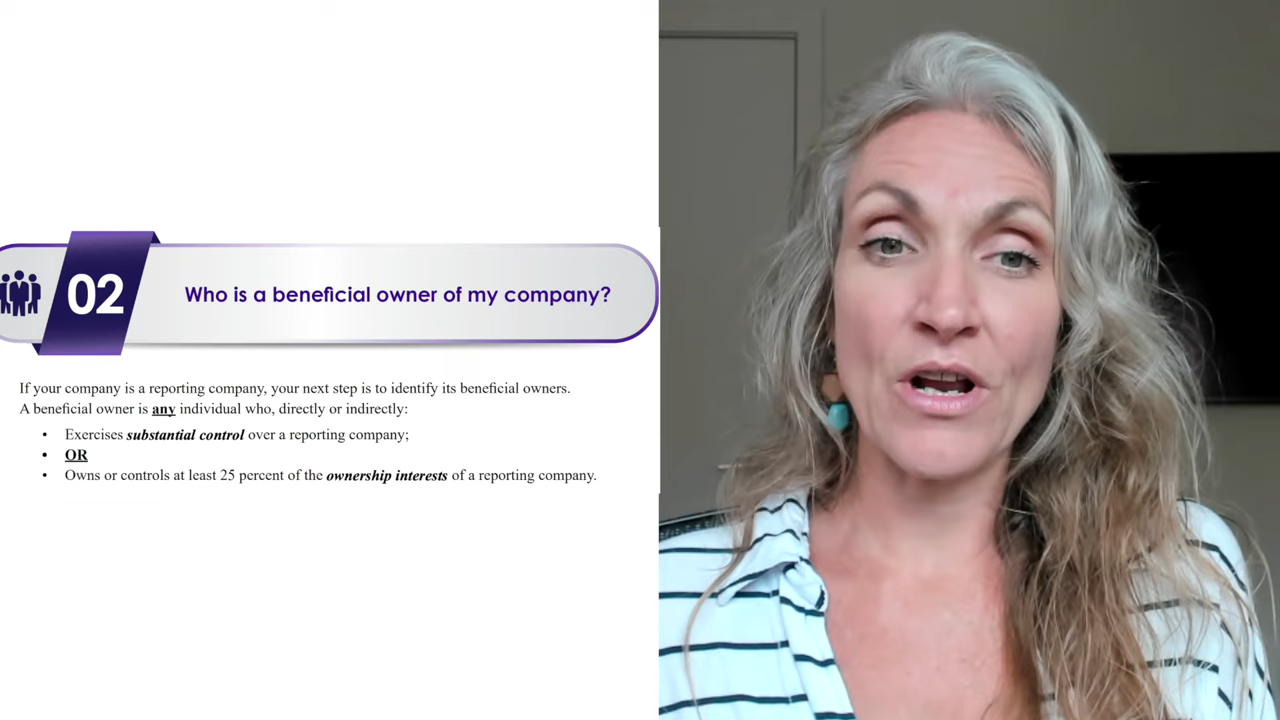 02
Who is a beneficial owner of my company?
If your company is a reporting company, your next step is to identify its beneficial owners.
A beneficial owner is any individual who, directly or indirectly:
• Exercises substantial control over a reporting company;
• OR
• Owns or controls at least 25 percent of the ownership interests of a reporting company.